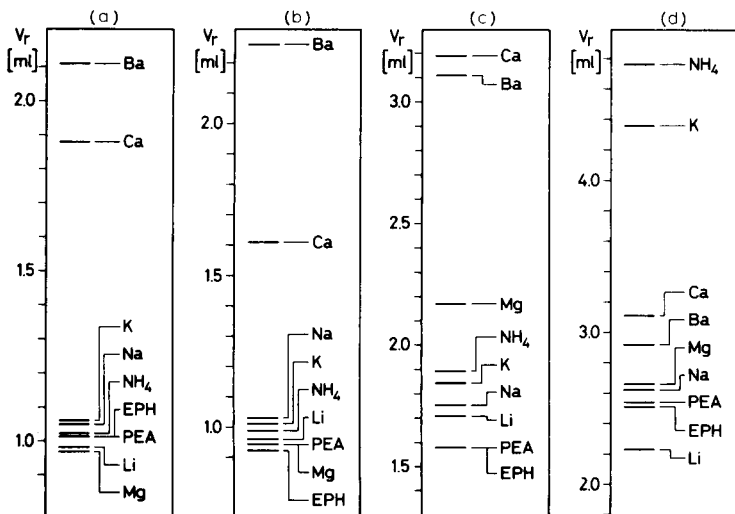 (a)
Vr
[ml]
2.0
1.5
1.0
Ba
Ca
K
Na
NH4
EPH
PEA
Li
Mg
(b)
Vr
[ml]
2.0
1.5
1.0
Ba
Ca
Na
K
NH4
Li
PEA
Mg
EPH
(c)
Vr
[ml]
3.0
2.5
2.0
1.5
Ca
Ba
Mg
NH4
K
Na
Li
PEA
EPH
(d)
Vr
[ml]
4.0
3.0
2.0
NH4
K
Ca
Ba
Mg
Na
PEA
EPH
Li